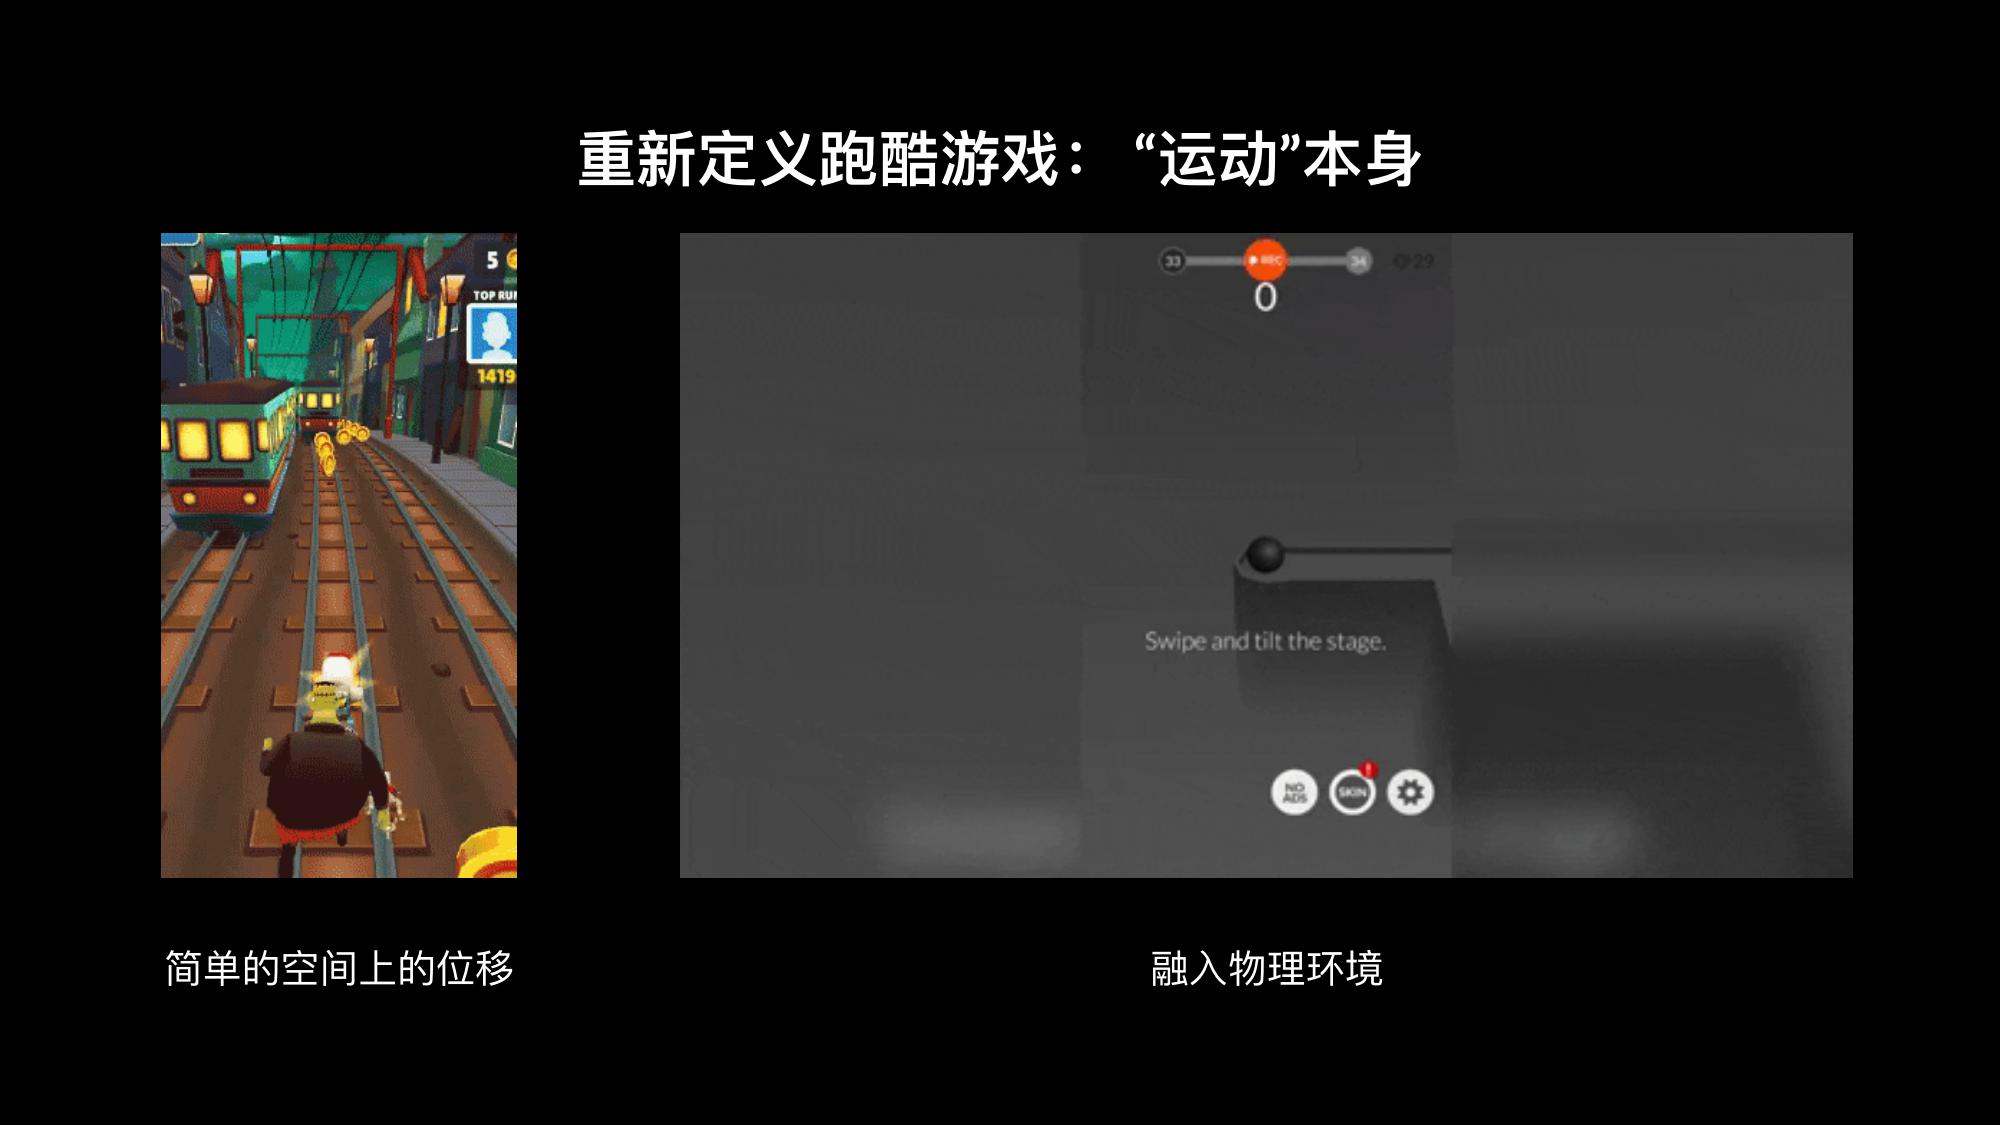 重新定义跑酷游戏：“运动”本身
5
TOP RUN
1419
33
REC
34
29
0
Swipe and tilt the stage.
NO
ADS
SKIN
!
简单的空间上的位移
融入物理环境